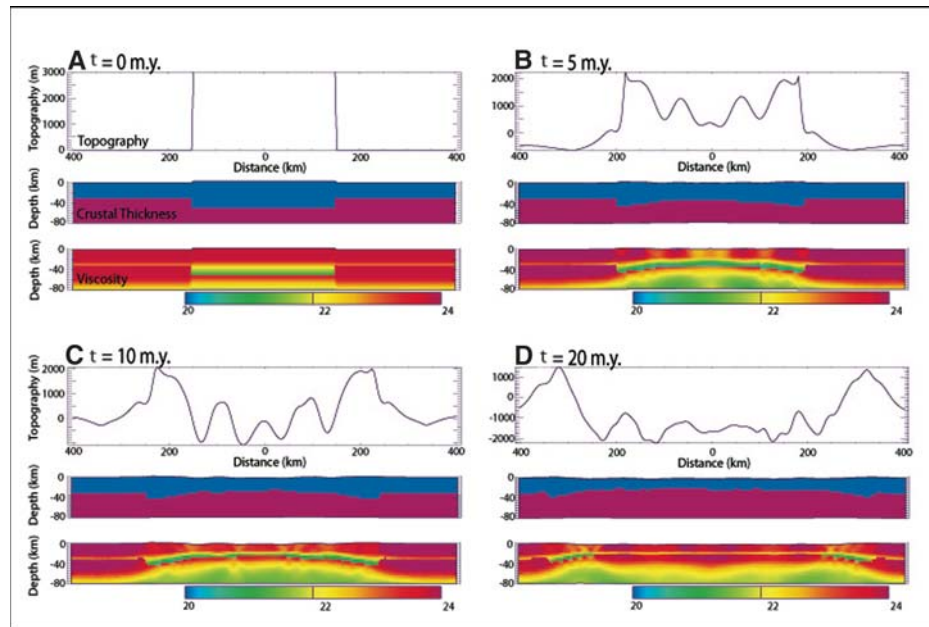 A t = 0 m.y.
Topography (m)
3000
2000
1000
0
Topography
400 200 0 200 400
Distance (km)
Depth (km)
0
-40
-80
Crustal Thickness
Depth (km)
0
-40
-80
Viscosity
20 22 24
B t = 5 m.y.
2000
1000
0
400 200 0 200 400
Distance (km)
Depth (km)
0
-40
-80
Depth (km)
0
-40
-80
20 22 24
C t = 10 m.y.
Topography (m)
2000
1000
0
400 200 0 200 400
Distance (km)
Depth (km)
0
-40
-80
Depth (km)
0
-40
-80
20 22 24
D t = 20 m.y.
1000
0
-1000
-2000
400 200 0 200 400
Distance (km)
Depth (km)
0
-40
-80
Depth (km)
0
-40
-80
20 22 24